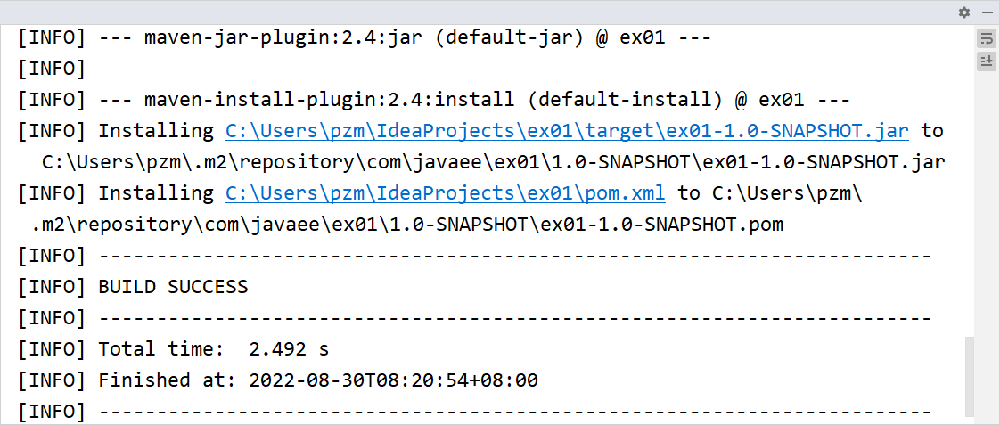 [INFO] --- maven-jar-plugin:2.4:jar (default-jar) @ ex01 ---
[INFO]
[INFO] --- maven-install-plugin:2.4:install (default-install) @ ex01 ---
[INFO] Installing C:\Users\pzm\IdeaProjects\ex01\target\ex01-1.0-SNAPSHOT.jar to
C:\Users\pzm\.m2\repository\com\javaee\ex01\1.0-SNAPSHOT\ex01-1.0-SNAPSHOT.jar
[INFO] Installing C:\Users\pzm\IdeaProjects\ex01\pom.xml to C:\Users\pzm\
.m2\repository\com\javaee\ex01\1.0-SNAPSHOT\ex01-1.0-SNAPSHOT.pom
[INFO] ------------------------------------------------------------------------
[INFO] BUILD SUCCESS
[INFO] ------------------------------------------------------------------------
[INFO] Total time:  2.492 s
[INFO] Finished at: 2022-08-30T08:20:54+08:00
[INFO] ------------------------------------------------------------------------